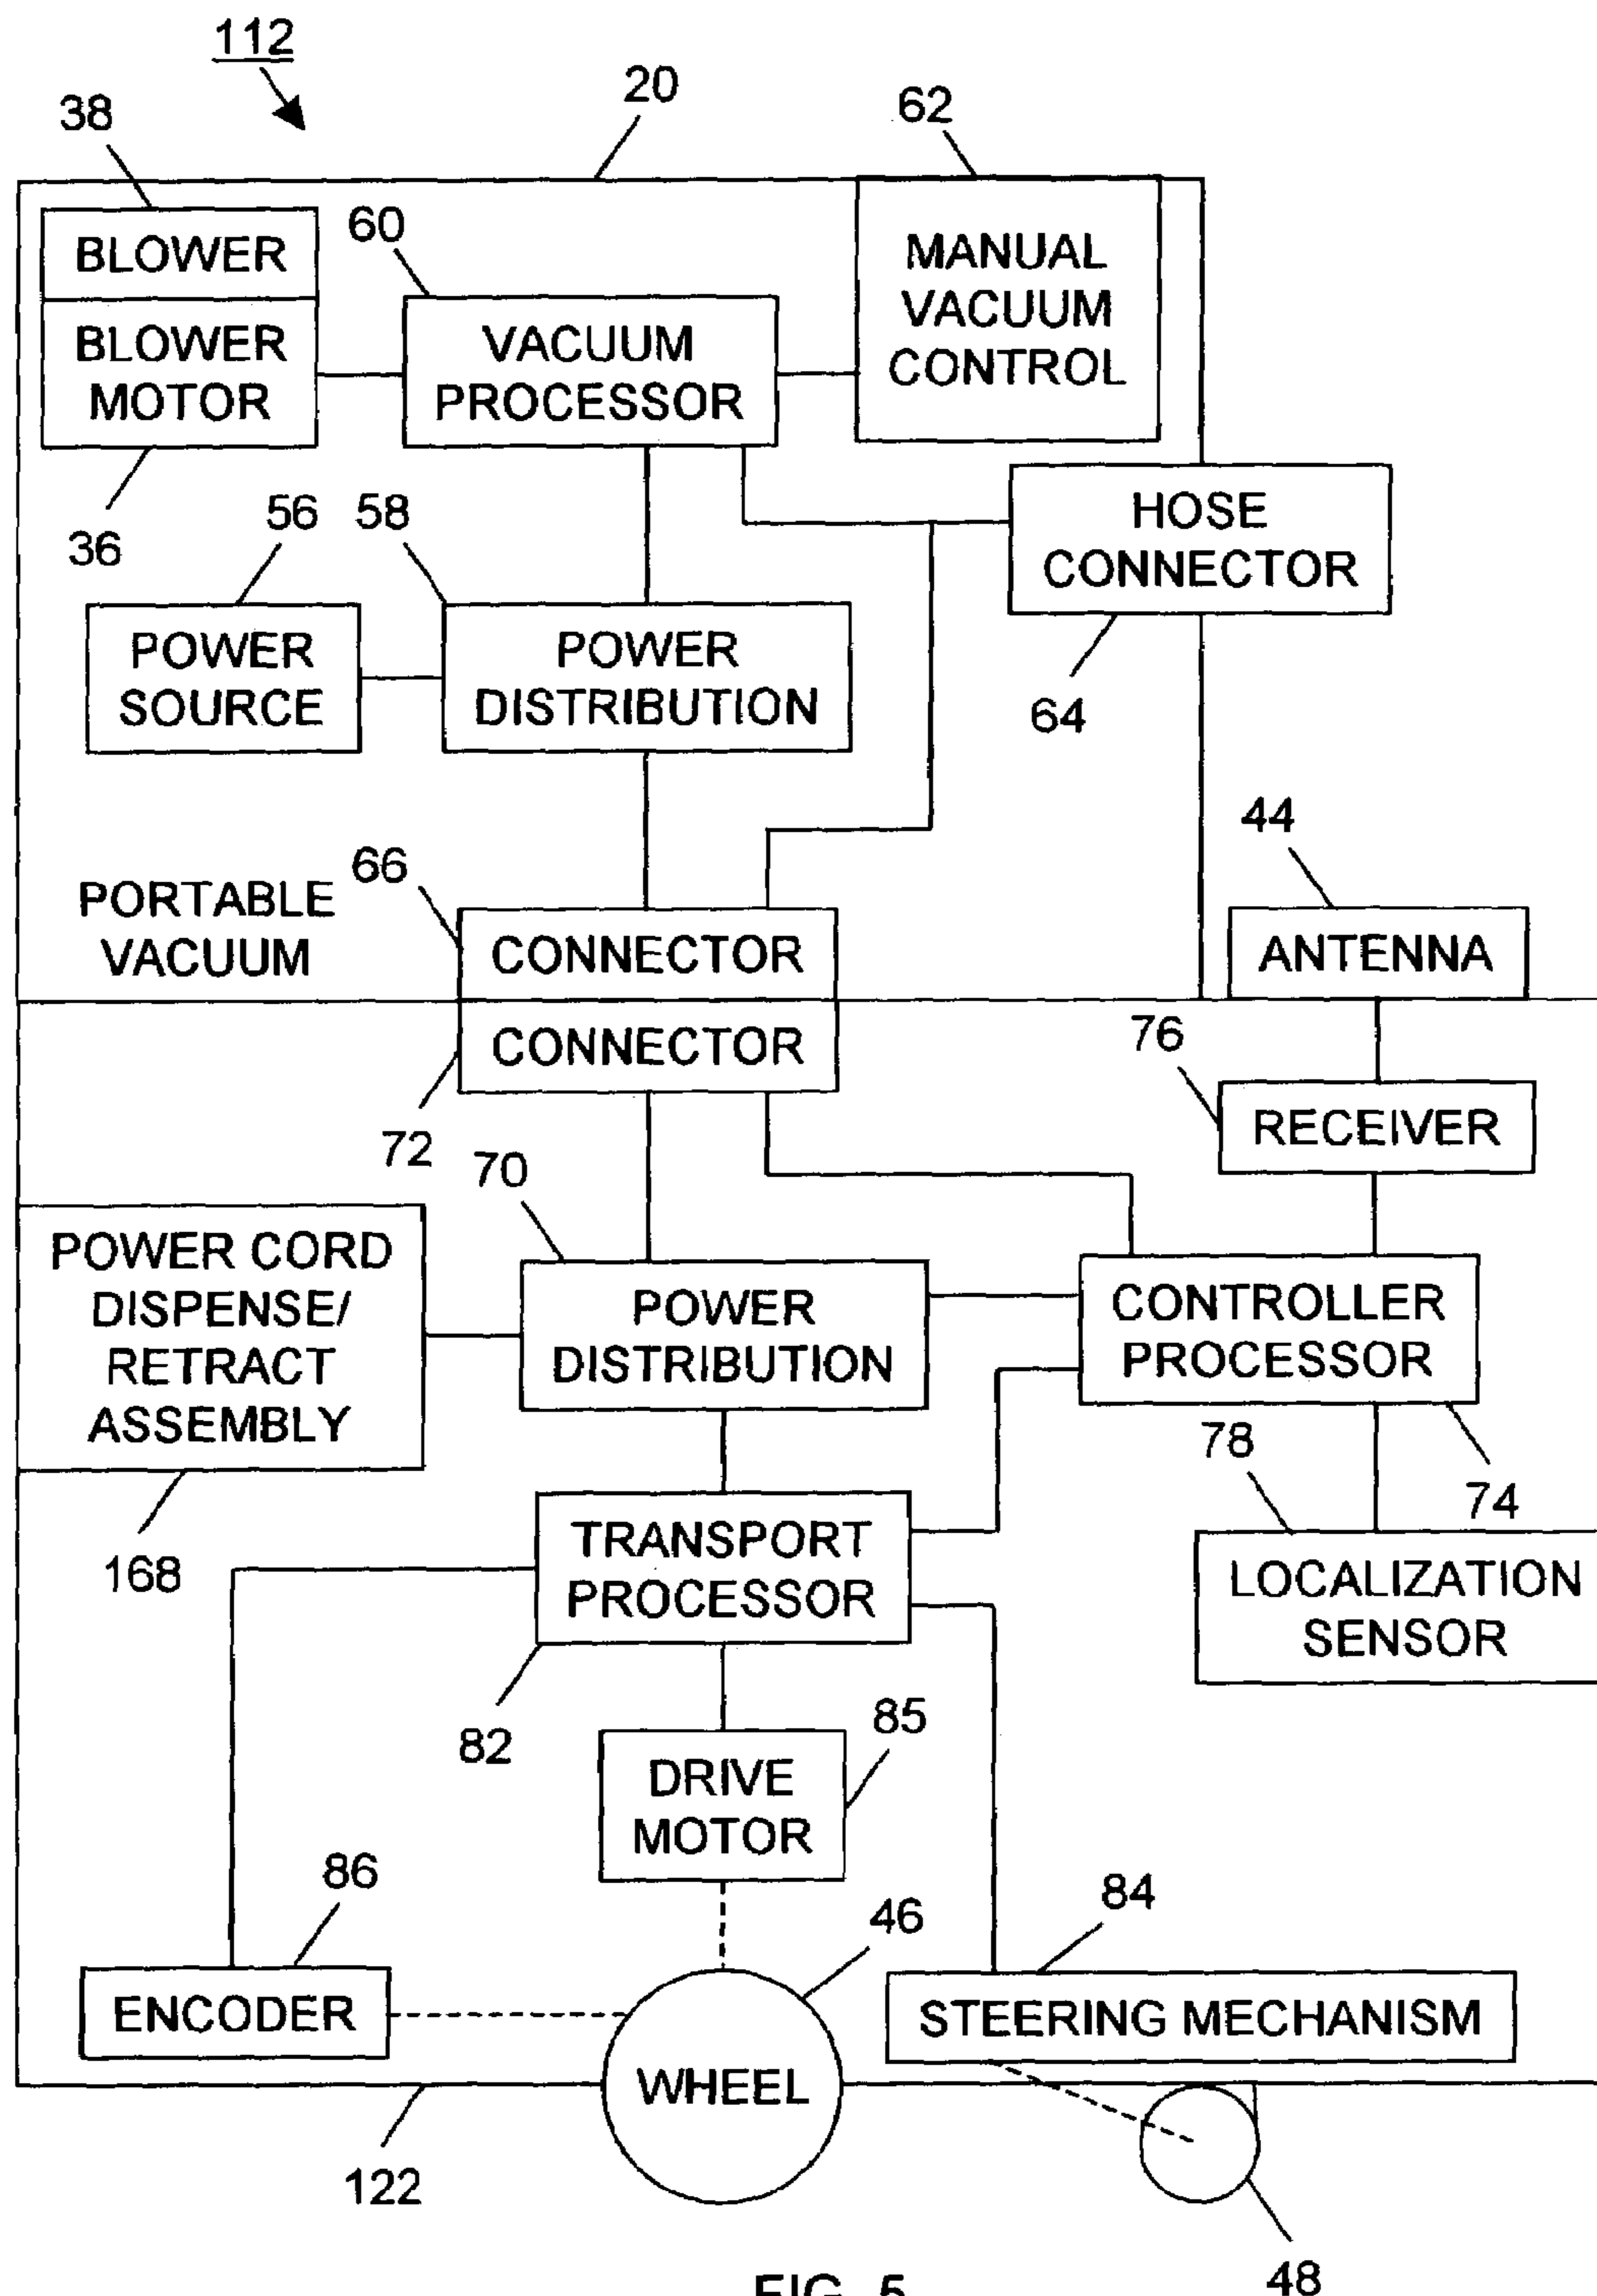 112
20
62
38
60
BLOWER
BLOWER
MOTOR
VACUUM
PROCESSOR
MANUAL
VACUUM
CONTROL
36
56
58
HOSE
CONNECTOR
POWER
SOURCE
POWER
DISTRIBUTION
64
44
66
PORTABLE
VACUUM
CONNECTOR
ANTENNA
CONNECTOR
76
72
70
RECEIVER
POWER CORD
DISPENSE/
RETRACT
ASSEMBLY
POWER
DISTRIBUTION
CONTROLLER
PROCESSOR
78
74
168
TRANSPORT
PROCESSOR
LOCALIZATION
SENSOR
82
85
DRIVE
MOTOR
86
46
84
ENCODER
WHEEL
STEERING MECHANISM
122
48
FIG. 5